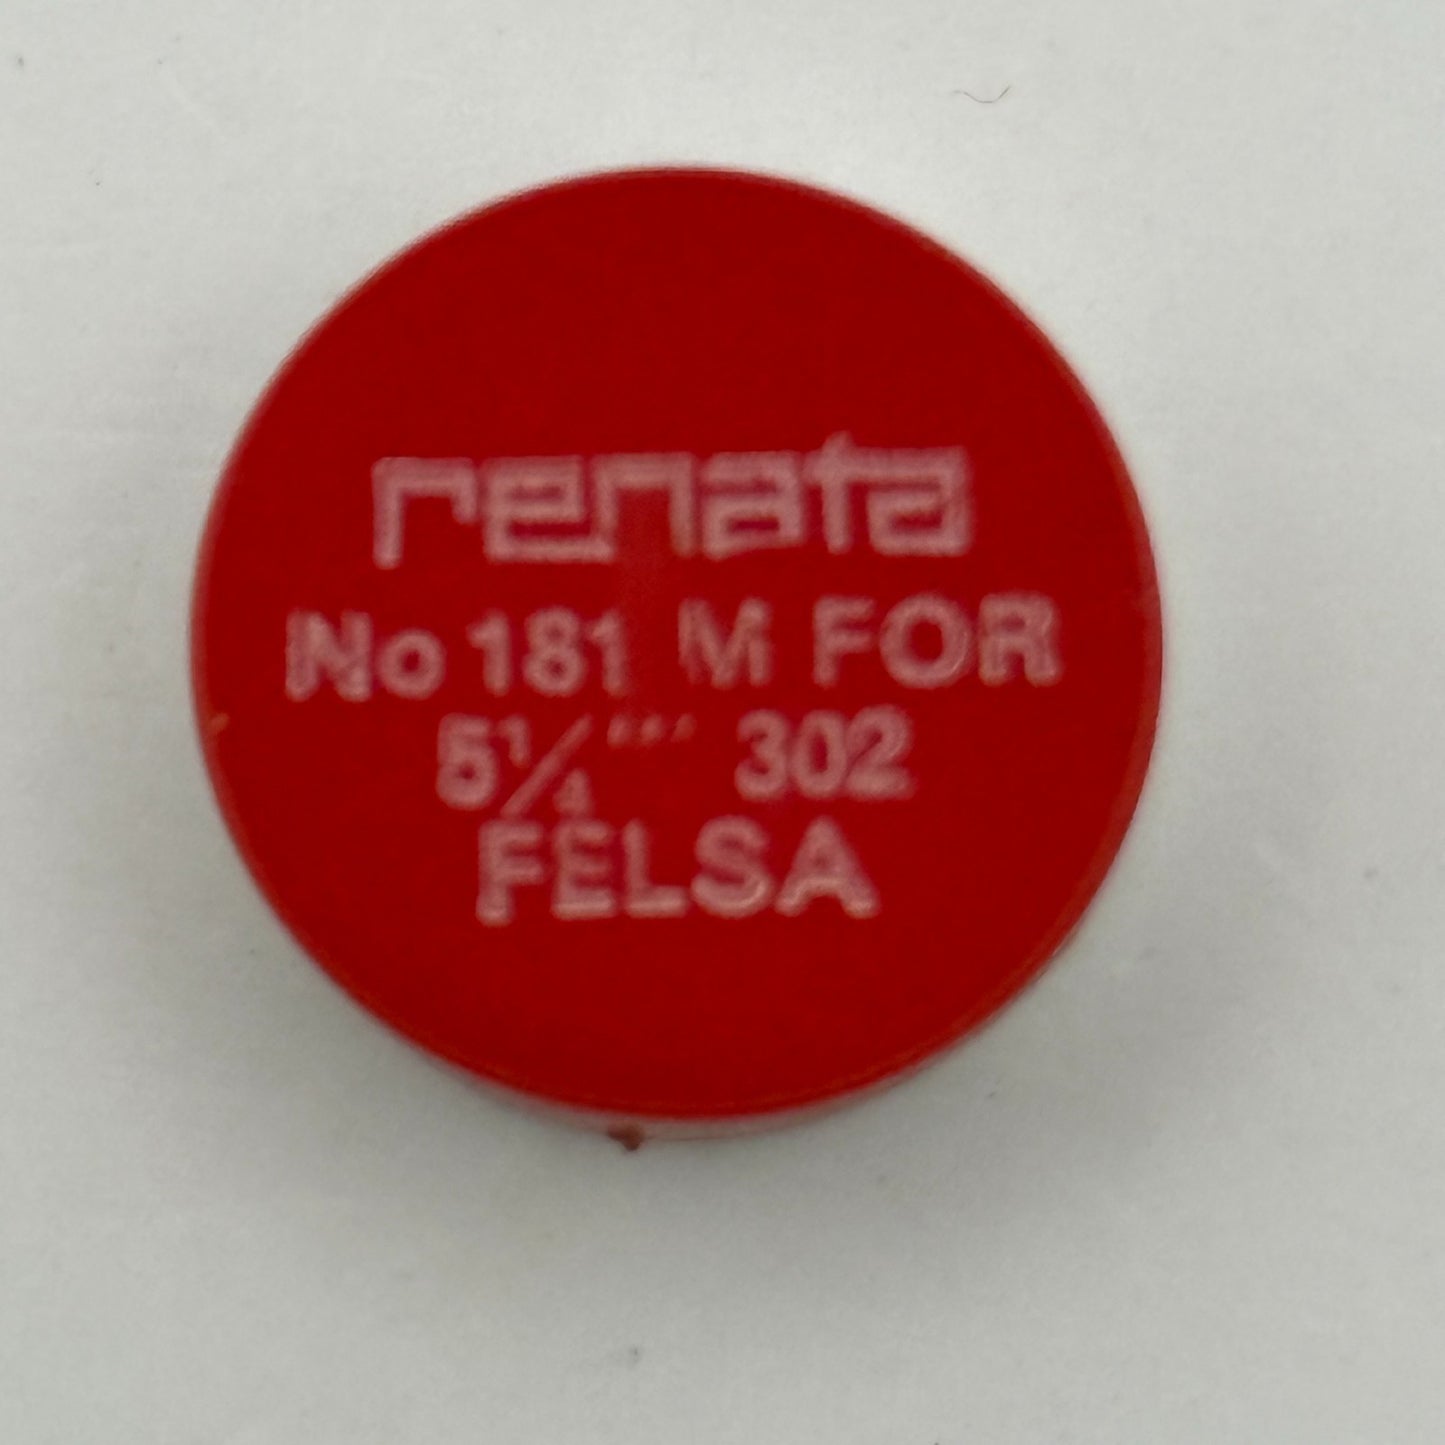 renata
No 181 M FOR
5¼''' 302
FELSA